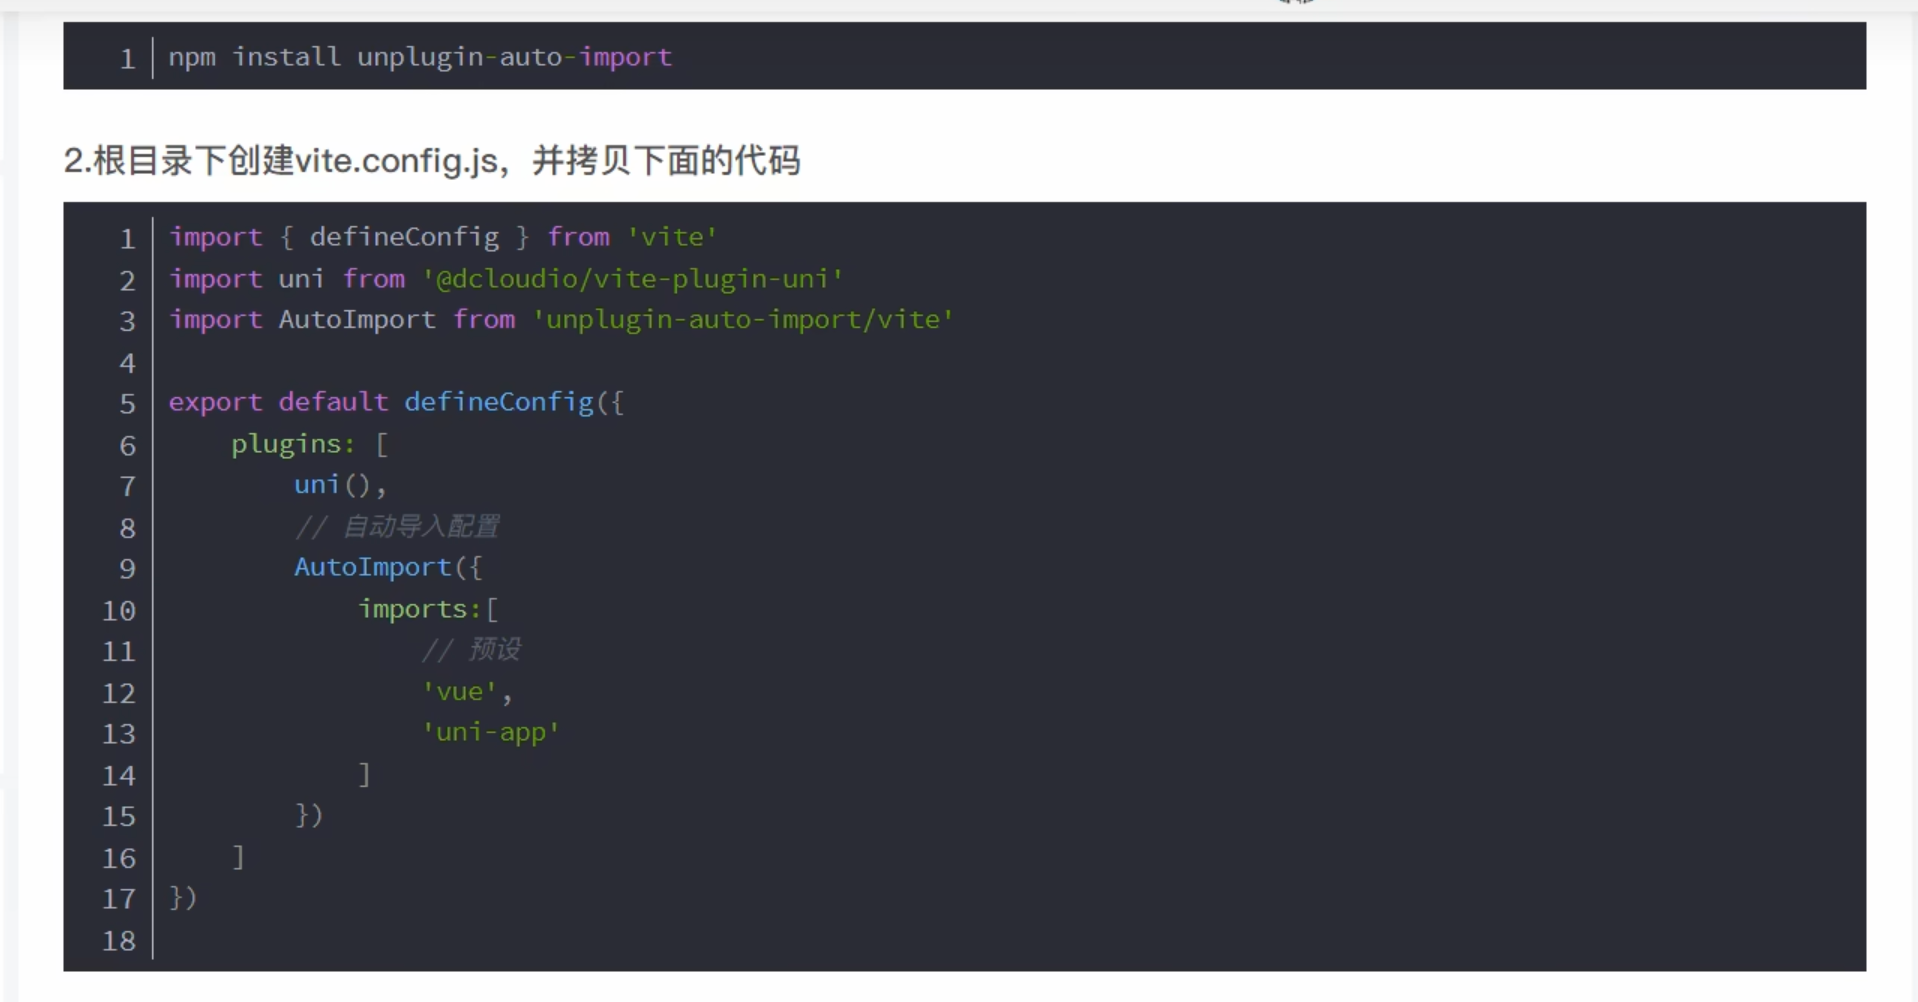 1 npm install unplugin-auto-import
2.根目录下创建vite.config.js，并拷贝下面的代码
1 import { defineConfig } from 'vite'
2 import uni from '@dcloudio/vite-plugin-uni'
3 import AutoImport from 'unplugin-auto-import/vite'
4
5 export default defineConfig({
6     plugins: [
7         uni(),
8         // 自动导入配置
9         AutoImport({
10             imports:[
11                 // 预设
12                 'vue',
13                 'uni-app'
14             ]
15         })
16     ]
17 })
18